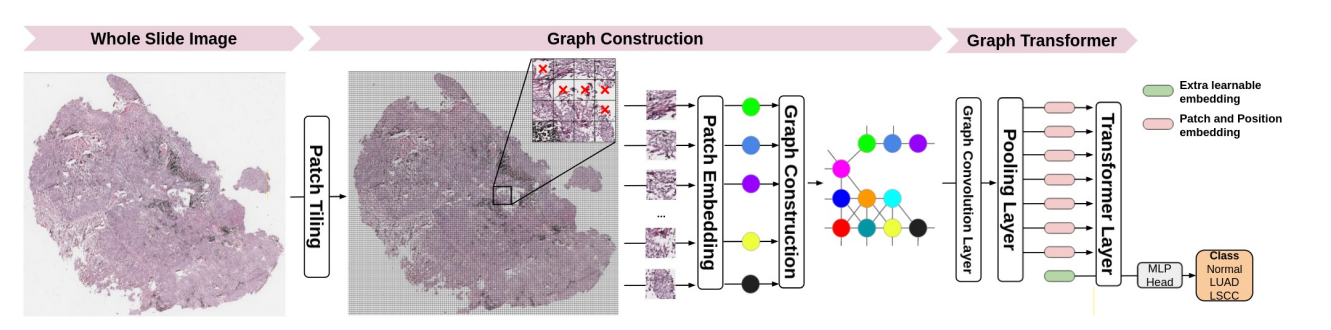 Whole Slide Image
Graph Construction
Graph Transformer
Patch Tiling
...
Patch Embedding
Graph Construction
Graph Convolution Layer
Pooling Layer
Transformer Layer
Extra learnable
embedding
Patch and Position
embedding
MLP
Head
Class
Normal
LUAD
LSCC